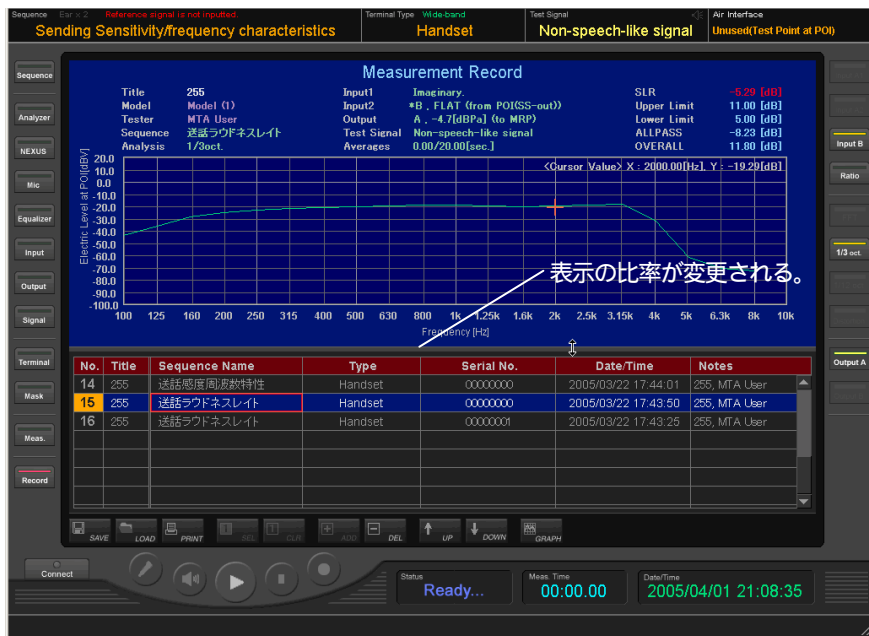 Sequence Ear x 2 Reference signal is not inputted.
Sending Sensitivity/frequency characteristics
Terminal Type Wide-band
Handset
Test Signal
Non-speech-like signal
Air Interface
Unused(Test Point at POI)
Sequence
Analyzer
NEXUS
Mic
Equalizer
Input
Output
Signal
Terminal
Mask
Meas.
Record
Measurement Record
Title 255
Model Model (1)
Tester MTA User
Sequence 送話ラウドネスレイト
Analysis 1/3oct.
Input1 Imaginary.
Input2 *B , FLAT (from POI(SS-out))
Output A , -4.7[dBPa] (to MRP)
Test Signal Non-speech-like signal
Averages 0.00/20.00[sec.]
SLR -5.29 [dB]
Upper Limit 11.00 [dB]
Lower Limit 5.00 [dB]
ALLPASS -8.23 [dB]
OVERALL 11.80 [dB]
<Cursor Value> X : 2000.00[Hz], Y : -19.29[dB]
Electric Level at POI[dBV]
20.0
10.0
0.0
-10.0
-20.0
-30.0
-40.0
-50.0
-60.0
-70.0
-80.0
-90.0
-100.0
100 125 160 200 250 315 400 500 630 800 1k 1.25k 1.6k 2k 2.5k 3.15k 4k 5k 6.3k 8k 10k
Frequency [Hz]
表示の比率が変更される。
No. Title Sequence Name Type Serial No. Date/Time Notes
14 255 送話感度周波数特性 Handset 00000000 2005/03/22 17:44:01 255, MTA User
15 255 送話ラウドネスレイト Handset 00000000 2005/03/22 17:43:50 255, MTA User
16 255 送話ラウドネスレイト Handset 00000001 2005/03/22 17:43:25 255, MTA User
SAVE LOAD PRINT SEL CLR ADD DEL UP DOWN GRAPH
Input B
Ratio
1/3 oct.
Output A
Connect
Status
Ready...
Meas. Time
00:00.00
Date/Time
2005/04/01 21:08:35